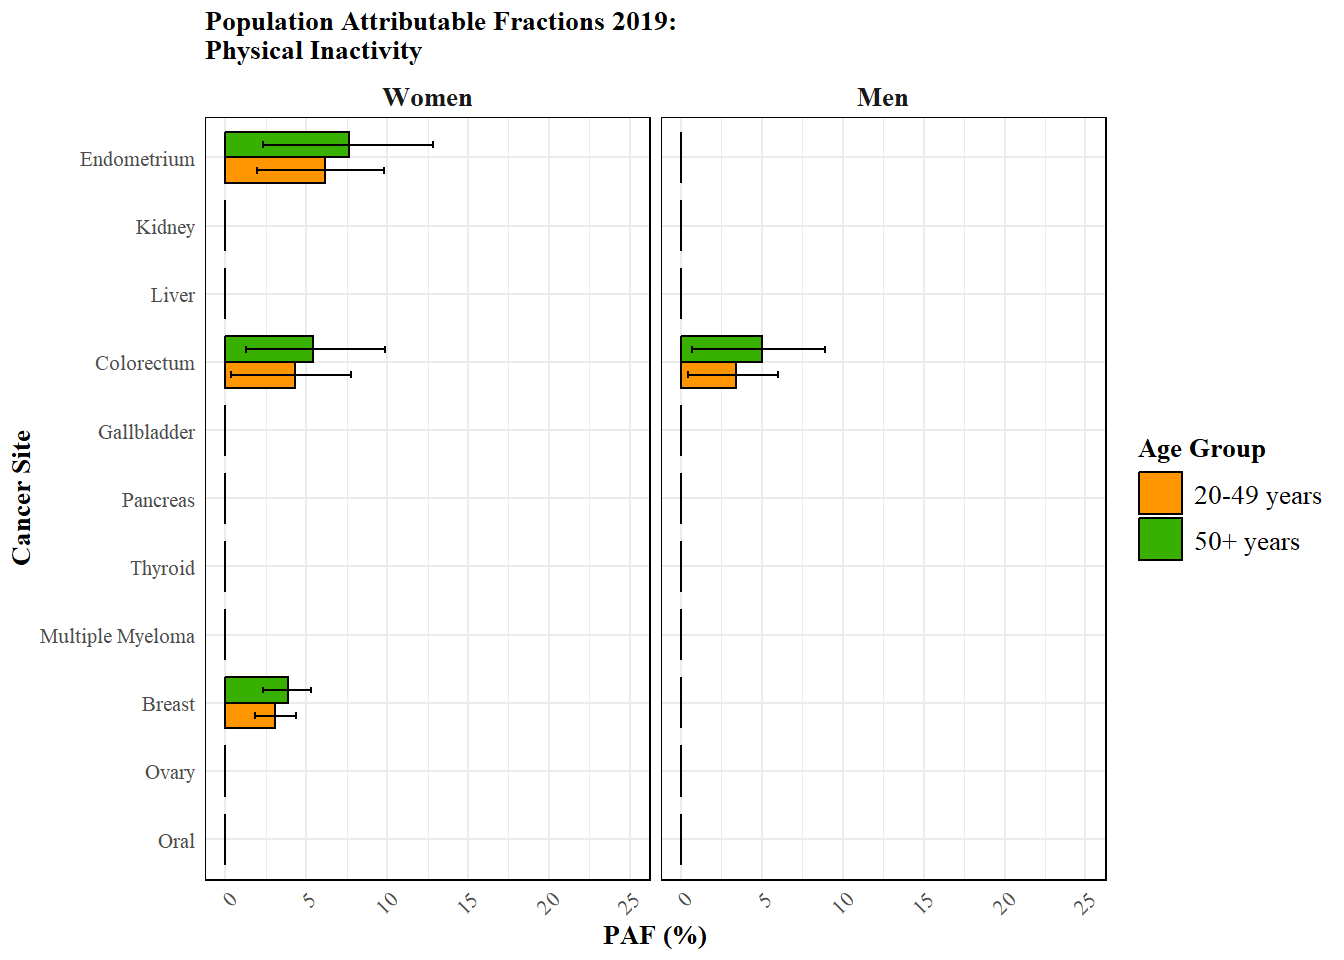 Population Attributable Fractions 2019:
Physical Inactivity
Women
Men
Endometrium
Kidney
Liver
Colorectum
Gallbladder
Pancreas
Thyroid
Multiple Myeloma
Breast
Ovary
Oral
Cancer Site
0 5 10 15 20 25
0 5 10 15 20 25
PAF (%)
Age Group
20-49 years
50+ years